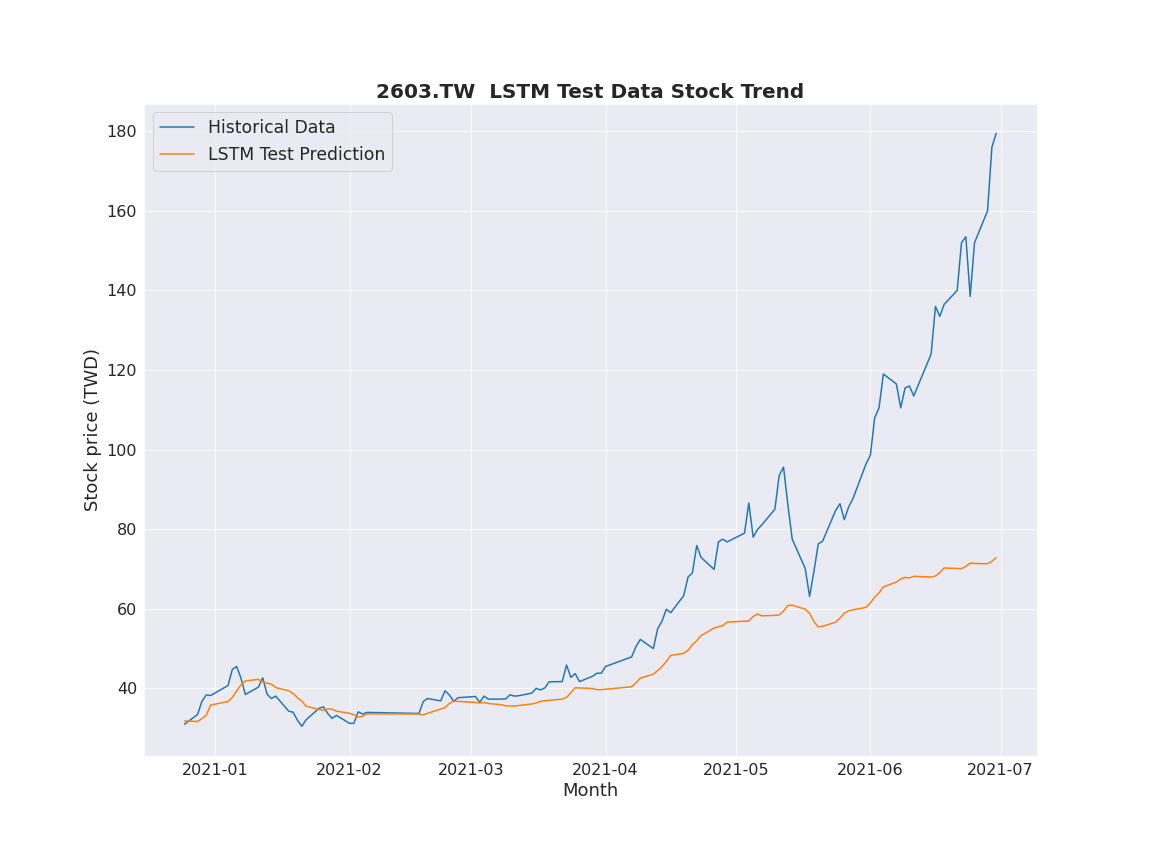 2603.TW  LSTM Test Data Stock Trend
Historical Data
LSTM Test Prediction
180
160
140
120
100
80
60
40
Stock price (TWD)
2021-01 2021-02 2021-03 2021-04 2021-05 2021-06 2021-07
Month